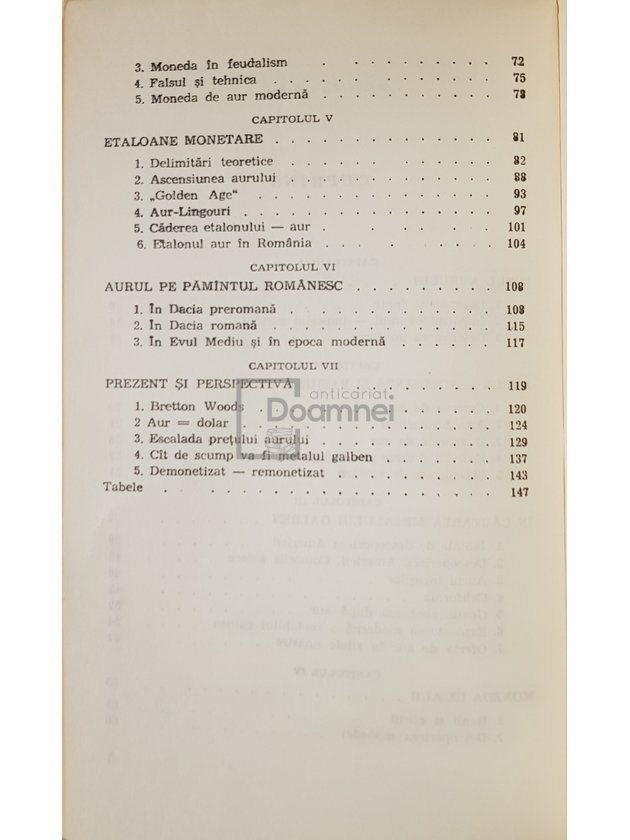 3. Moneda în feudalism . . . . . . . . . 72
4. Falsul și tehnica . . . . . . . . . . . 75
5. Moneda de aur modernă . . . . . . . . . 78
CAPITOLUL V
ETALOANE MONETARE . . . . . . . . . . . . 81
1. Delimitări teoretice . . . . . . . . . . 82
2. Ascensiunea aurului . . . . . . . . . . 88
3. „Golden Age“ . . . . . . . . . . . . 93
4. Aur-Lingouri . . . . . . . . . . . . 97
5. Căderea etalonului — aur . . . . . . 101
6. Etalonul aur în România . . . . . . . 104
CAPITOLUL VI
AURUL PE PĂMÎNTUL ROMÂNESC . . . . . . . . 108
1. În Dacia preromană . . . . . . . . . . 108
2. În Dacia romană . . . . . . . . . . . 115
3. În Evul Mediu și în epoca modernă . . . . . 117
CAPITOLUL VII
PREZENT ȘI PERSPECTIVĂ . . . . . . . . . . 119
anticariat
Doamnei
1. Bretton Woods . . . . . . . . . . . . 120
2 Aur = dolar . . . . . . . . . . . . 124
3. Escalada prețului aurului . . . . . . . . 129
4. Cît de scump va fi metalul galben . . . . . 137
5. Demonetizat — remonetizat . . . . . . . . 143
Tabele . . . . . . . . . . . . . . . 147